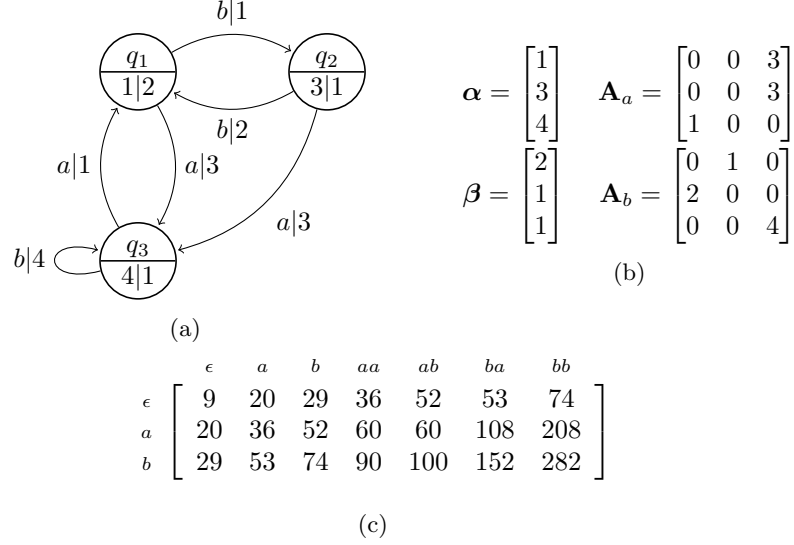 b|1
q₁ q₂
1|2 3|1
b|2
a|1 a|3
a|3
q₃
b|4
4|1
(a)
α = [1 3 4]
A_a = [0 0 3
0 0 3
1 0 0]
β = [2 1 1]
A_b = [0 1 0
2 0 0
0 0 4]
(b)
ϵ a b aa ab ba bb
ϵ 9 20 29 36 52 53 74
a 20 36 52 60 60 108 208
b 29 53 74 90 100 152 282
(c)